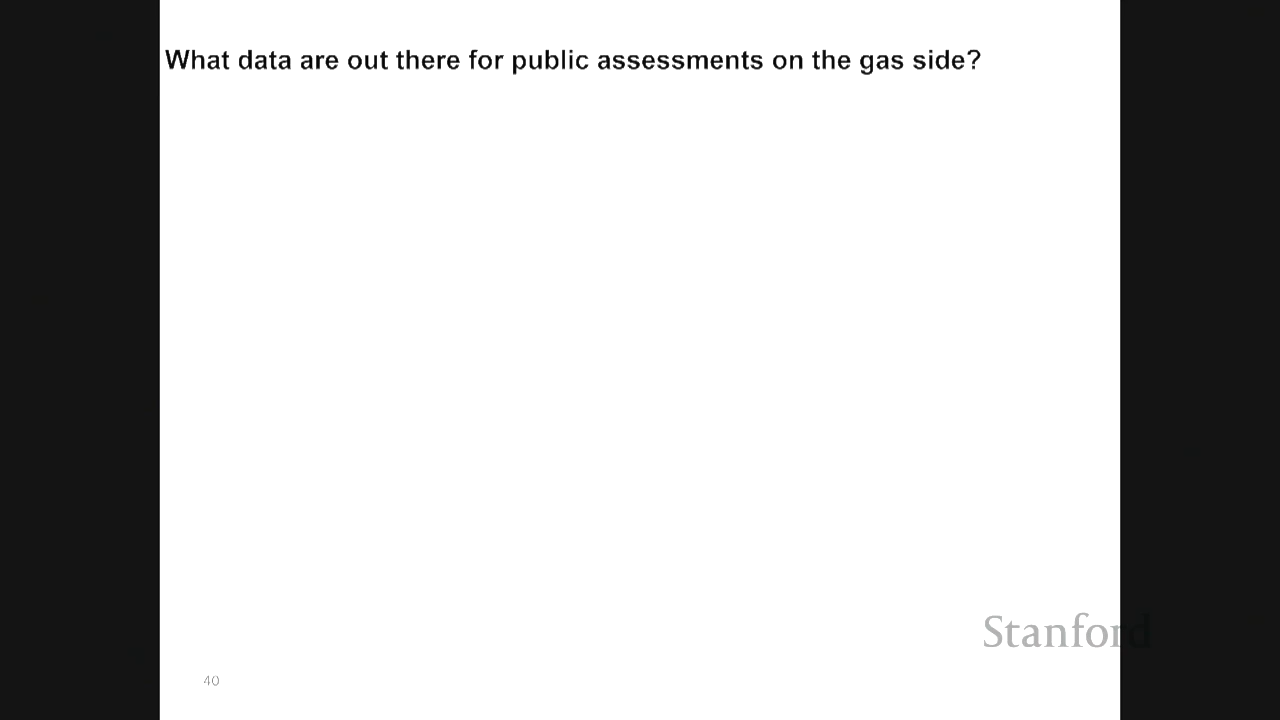 What data are out there for public assessments on the gas side?
Stanford
40